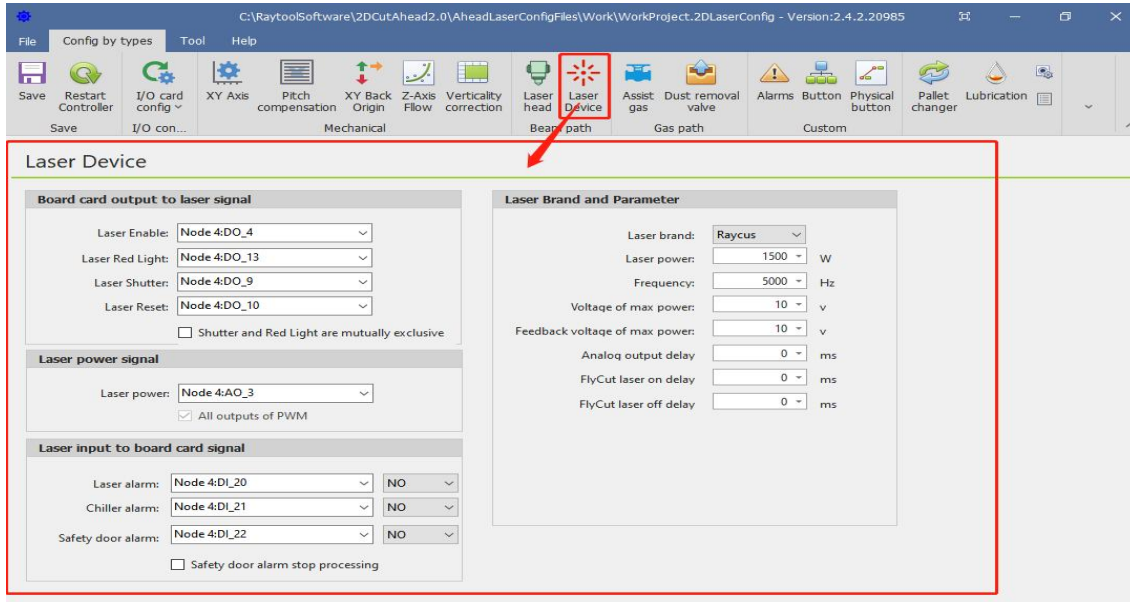 C:\RaytoolSoftware\2DCutAhead2.0\AheadLaserConfigFiles\Work\WorkProject.2DLaserConfig - Version:2.4.2.20985
File Config by types Tool Help
Save Restart Controller I/O card config XY Axis Pitch compensation XY Back Origin Z-Axis Fllow Verticality correction Laser head Laser Device Assist gas Dust removal valve Alarms Button Physical button Pallet changer Lubrication
Save I/O con... Mechanical Beam path Gas path Custom
Laser Device
Board card output to laser signal
Laser Enable: Node 4:DO_4
Laser Red Light: Node 4:DO_13
Laser Shutter: Node 4:DO_9
Laser Reset: Node 4:DO_10
Shutter and Red Light are mutually exclusive
Laser power signal
Laser power: Node 4:AO_3
All outputs of PWM
Laser input to board card signal
Laser alarm: Node 4:DI_20 NO
Chiller alarm: Node 4:DI_21 NO
Safety door alarm: Node 4:DI_22 NO
Safety door alarm stop processing
Laser Brand and Parameter
Laser brand: Raycus
Laser power: 1500 W
Frequency: 5000 Hz
Voltage of max power: 10 v
Feedback voltage of max power: 10 v
Analog output delay 0 ms
FlyCut laser on delay 0 ms
FlyCut laser off delay 0 ms